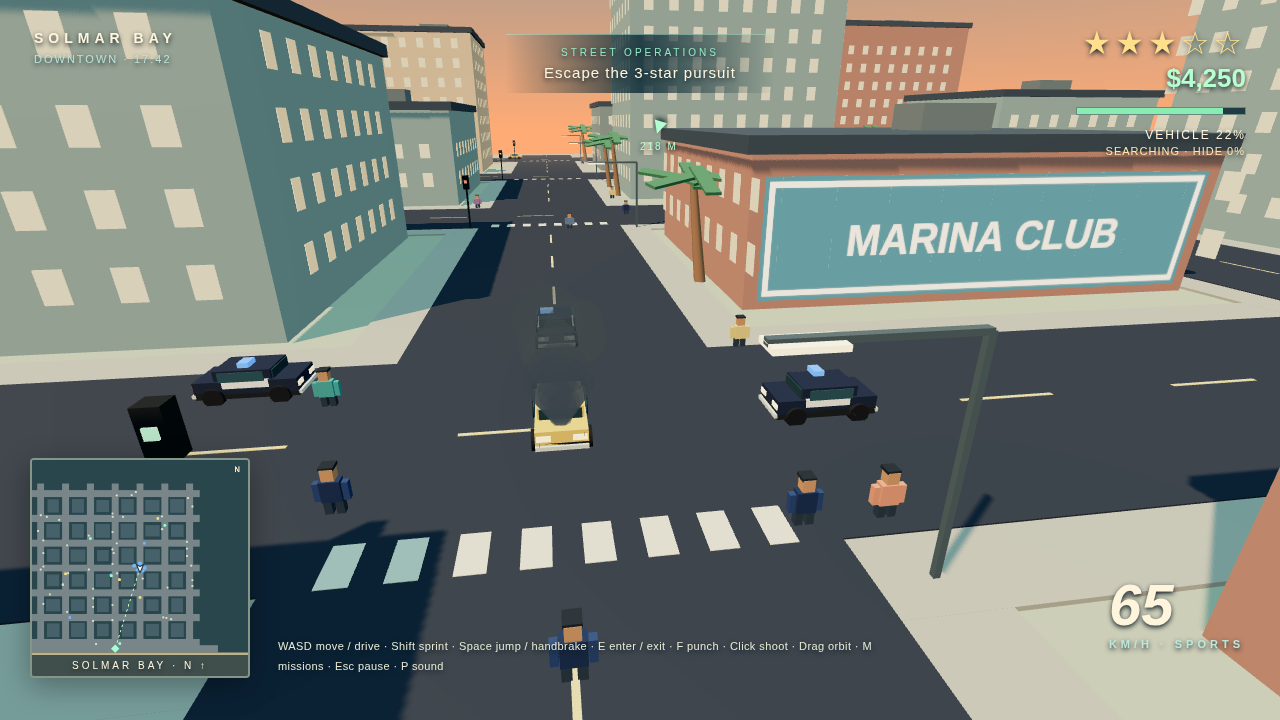 SOLMAR BAY
DOWNTOWN · 17:42
STREET OPERATIONS
Escape the 3-star pursuit
★★★☆☆
$4,250
VEHICLE 22%
SEARCHING · HIDE 0%
218 M
MARINA CLUB
N
SOLMAR BAY · N ↑
WASD move / drive · Shift sprint · Space jump / handbrake · E enter / exit · F punch · Click shoot · Drag orbit · M
missions · Esc pause · P sound
65
KM/H · SPORTS